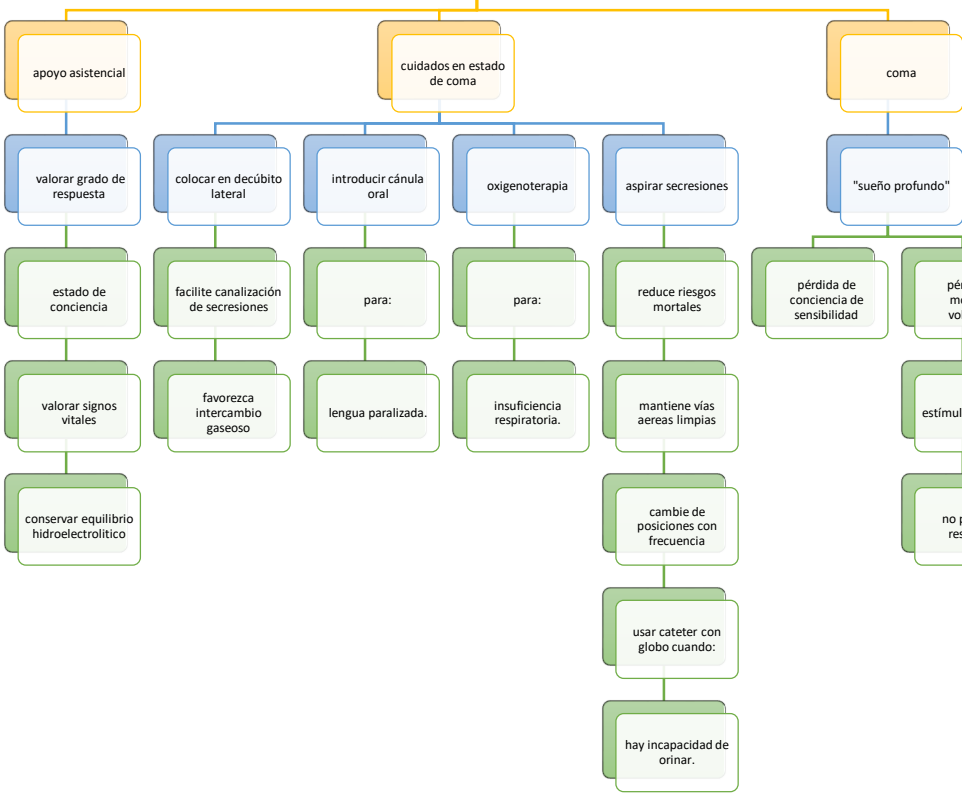 apoyo asistencial
cuidados en estado
de coma
coma
valorar grado de
respuesta
colocar en decúbito
lateral
introducir cánula
oral
oxigenoterapia
aspirar secreciones
"sueño profundo"
estado de
conciencia
facilite canalización
de secresiones
para:
para:
reduce riesgos
mortales
pérdida de
conciencia de
sensibilidad
valorar signos
vitales
favorezca
intercambio
gaseoso
lengua paralizada.
insuficiencia
respiratoria.
mantiene vías
aereas limpias
conservar equilibrio
hidroelectrolitico
cambie de
posiciones con
frecuencia
no
usar cateter con
globo cuando:
hay incapacidad de
orinar.